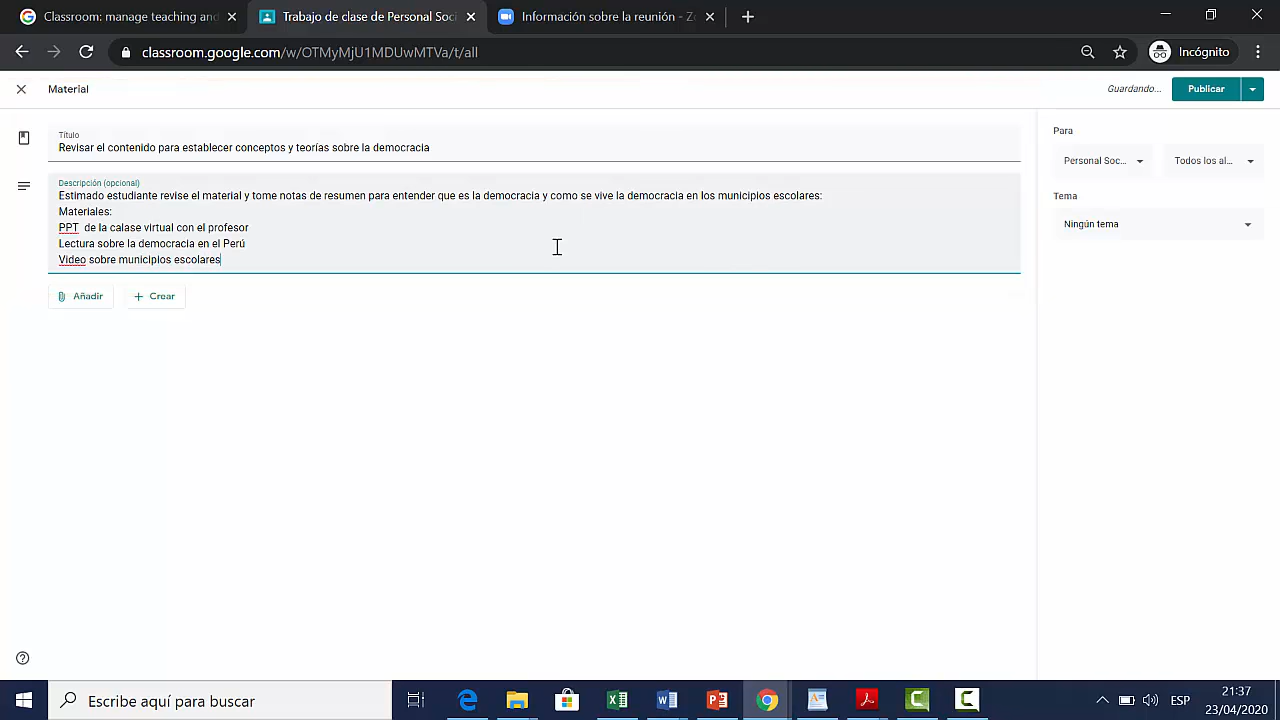 Classroom: manage teaching and
Trabajo de clase de Personal Soc
Información sobre la reunión - Zo
classroom.google.com/w/OTMyMjU1MDUwMTVa/t/all
Incógnito
Material
Guardando...
Publicar
Título
Revisar el contenido para establecer conceptos y teorías sobre la democracia
Descripción (opcional)
Estimado estudiante revise el material y tome notas de resumen para entender que es la democracia y como se vive la democracia en los municipios escolares:
Materiales:
PPT  de la calase virtual con el profesor
Lectura sobre la democracia en el Perú
Video sobre municipios escolares
Añadir
Crear
Para
Personal Soc...
Todos los al...
Tema
Ningún tema
Escribe aquí para buscar
ESP
21:37
23/04/2020